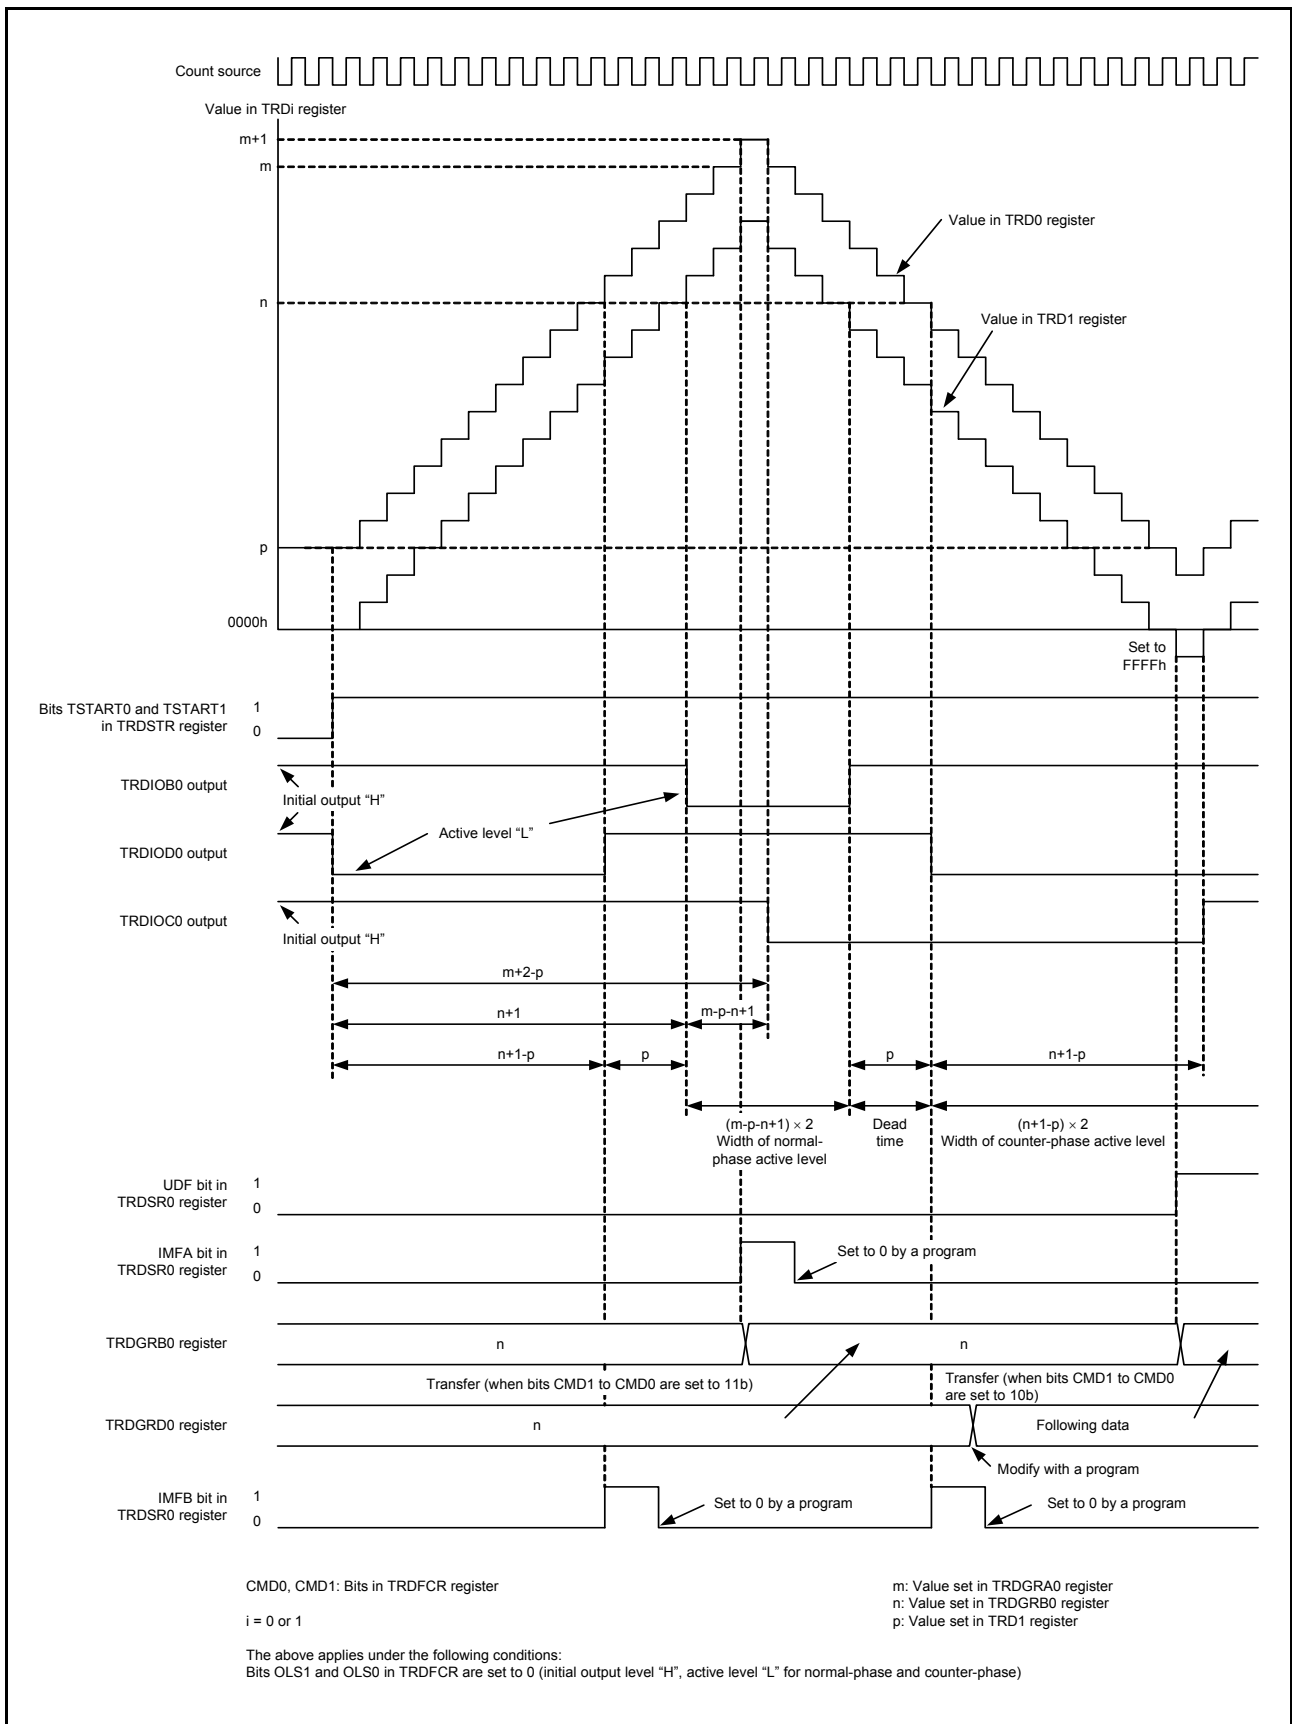 Count source
Value in TRDi register
m+1
m
Value in TRD0 register
n
Value in TRD1 register
p
0000h
Set to
FFFFh
Bits TSTART0 and TSTART1
in TRDSTR register
1
0
TRDIOB0 output
Initial output “H”
Active level “L”
TRDIOD0 output
TRDIOC0 output
Initial output “H”
m+2-p
n+1
m-p-n+1
n+1-p
p
p
n+1-p
(m-p-n+1) × 2
Width of normal-
phase active level
Dead
time
(n+1-p) × 2
Width of counter-phase active level
UDF bit in
TRDSR0 register
1
0
IMFA bit in
TRDSR0 register
1
0
Set to 0 by a program
TRDGRB0 register
n
n
Transfer (when bits CMD1 to CMD0 are set to 11b)
Transfer (when bits CMD1 to CMD0
are set to 10b)
TRDGRD0 register
n
Following data
Modify with a program
IMFB bit in
TRDSR0 register
1
0
Set to 0 by a program
Set to 0 by a program
CMD0, CMD1: Bits in TRDFCR register
i = 0 or 1
m: Value set in TRDGRA0 register
n: Value set in TRDGRB0 register
p: Value set in TRD1 register
The above applies under the following conditions:
Bits OLS1 and OLS0 in TRDFCR are set to 0 (initial output level “H”, active level “L” for normal-phase and counter-phase)